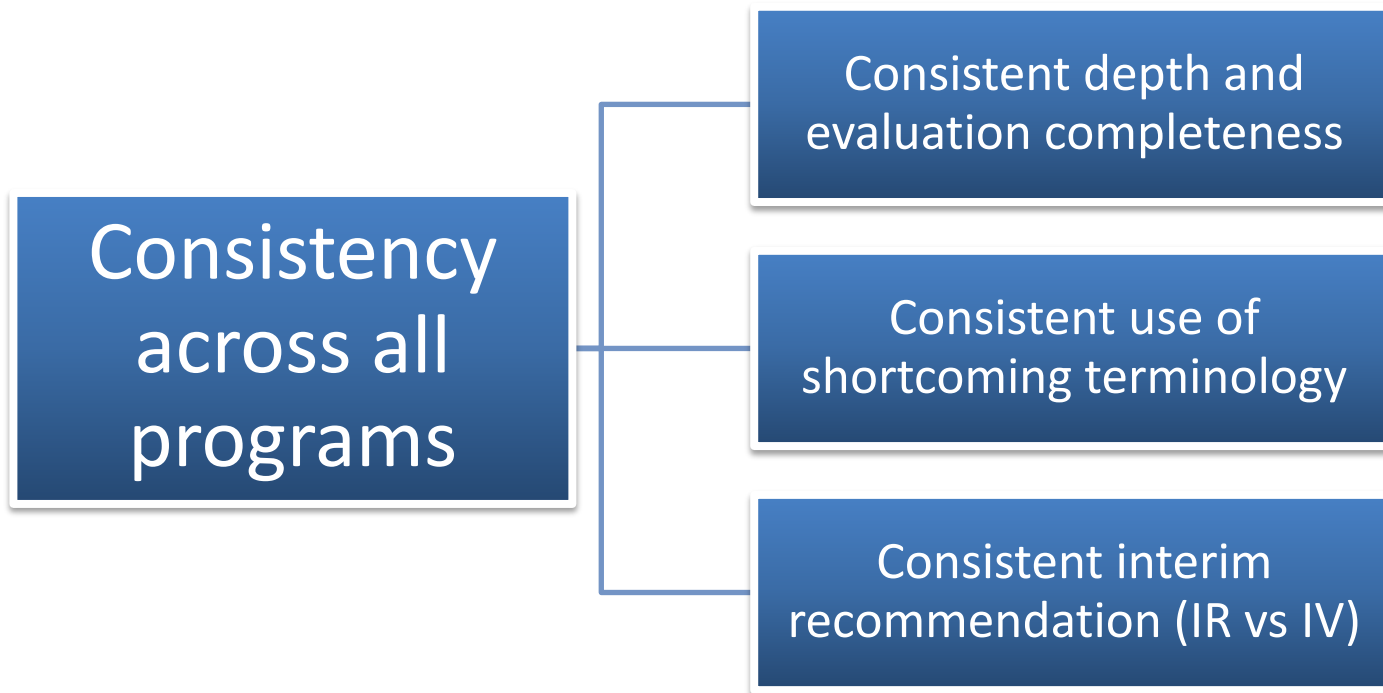 Consistency
across all
programs
Consistent depth and
evaluation completeness
Consistent use of
shortcoming terminology
Consistent interim
recommendation (IR vs IV)